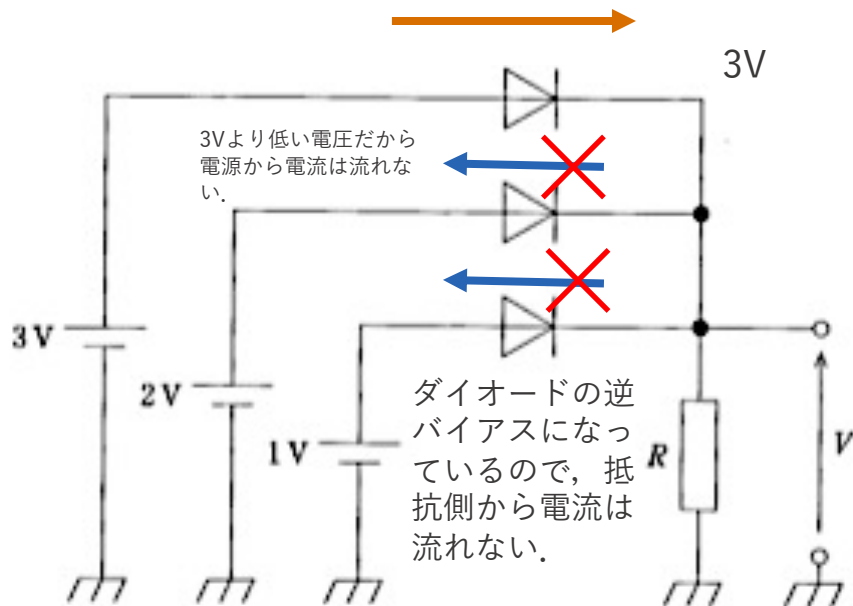 3V
3Vより低い電圧だから
電源から電流は流れな
い.
3V
2V
1V
ダイオードの逆
バイアスになっ
ているので，抵
抗側から電流は
流れない.
R
V